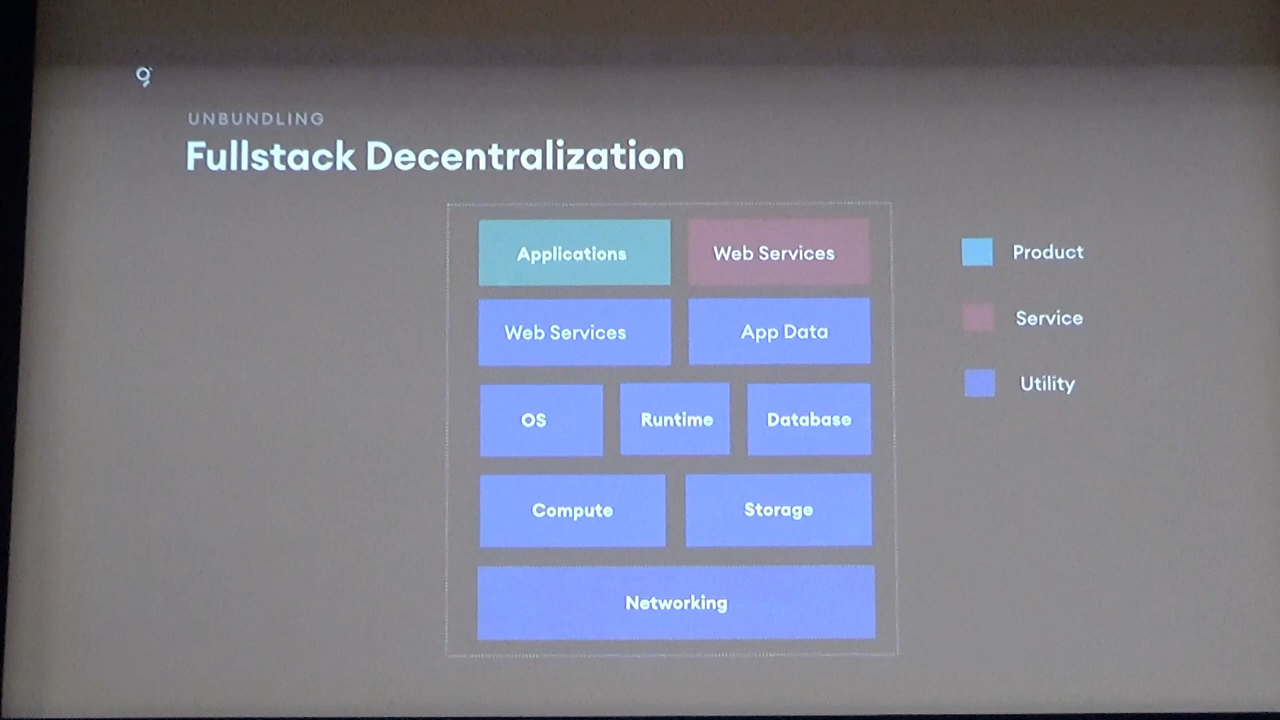 UNBUNDLING
Fullstack Decentralization
Applications
Web Services
Product
Service
Web Services
App Data
Utility
OS
Runtime
Database
Compute
Storage
Networking